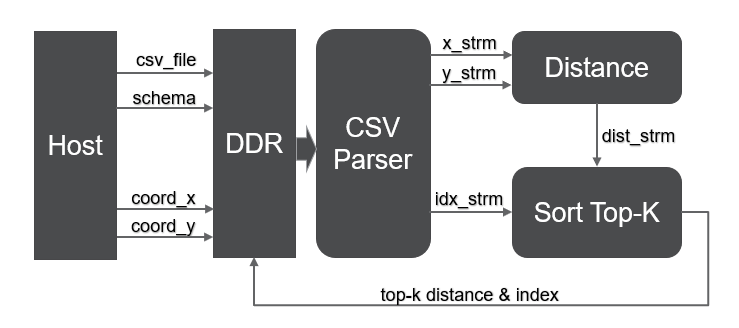 Host
csv_file
schema
coord_x
coord_y
DDR
CSV
Parser
x_strm
y_strm
idx_strm
Distance
dist_strm
Sort Top-K
top-k distance & index